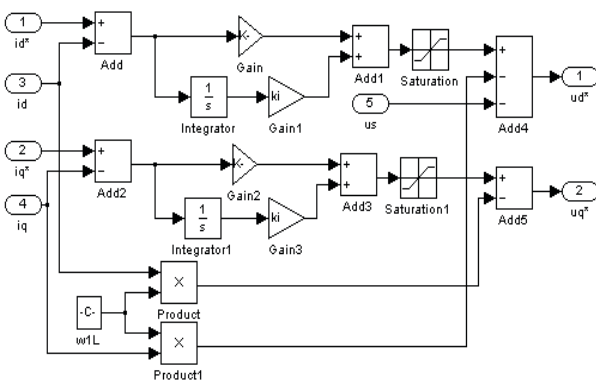 1
id*
+
−
Add
K-
Gain
+
+
Add1
Saturation
+
−
−
Add4
1
ud*
3
id
1
s
Integrator
ki
Gain1
5
us
2
iq*
+
−
Add2
K-
Gain2
+
+
Add3
Saturation1
+
−
Add5
2
uq*
4
iq
1
s
Integrator1
ki
Gain3
×
Product
-C-
w1L
×
Product1